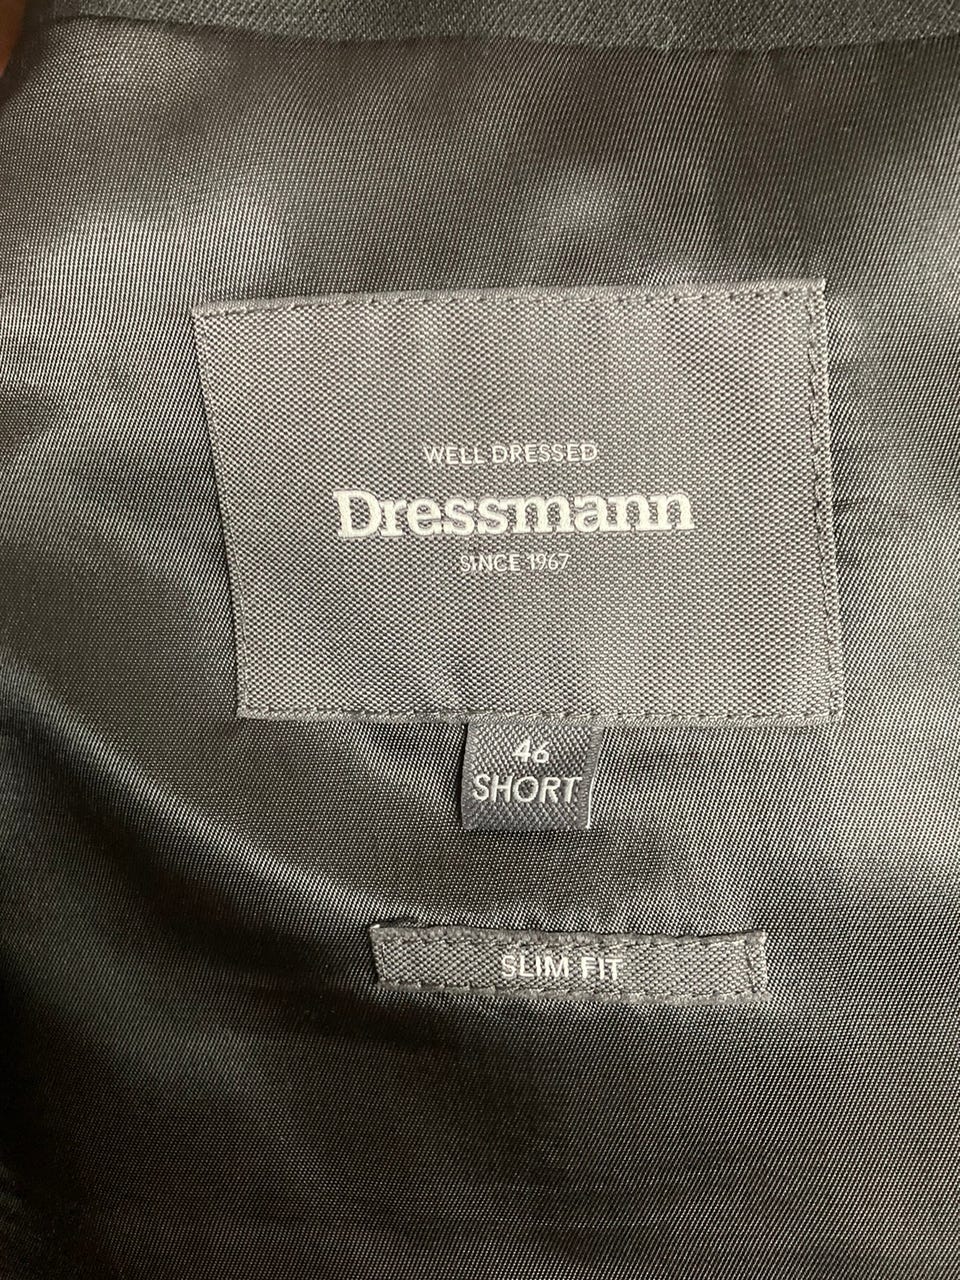 WELL DRESSED
Dressmann
SINCE 1967
46
SHORT
SLIM FIT